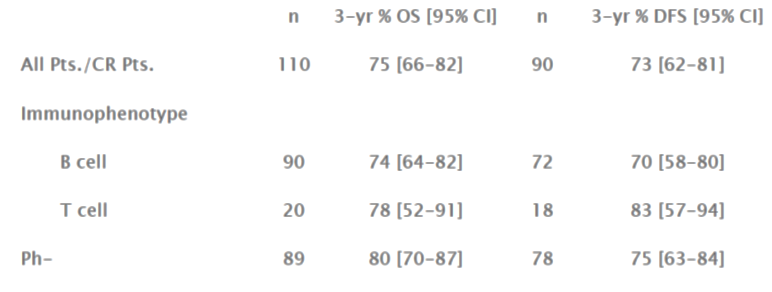 n 3-yr % OS [95% CI] n 3-yr % DFS [95% CI]
All Pts./CR Pts. 110 75 [66-82] 90 73 [62-81]
Immunophenotype
B cell 90 74 [64-82] 72 70 [58-80]
T cell 20 78 [52-91] 18 83 [57-94]
Ph- 89 80 [70-87] 78 75 [63-84]